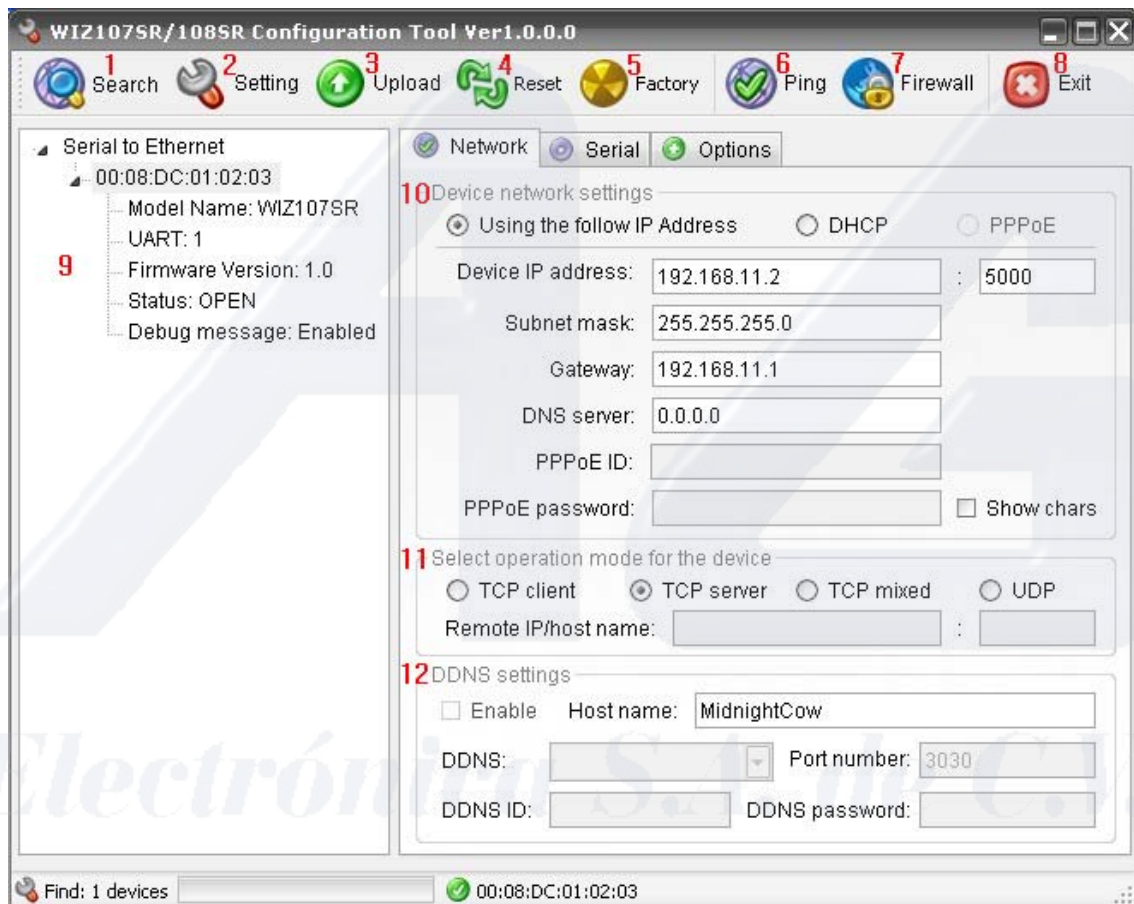 WIZ107SR/108SR Configuration Tool Ver1.0.0.0
1 Search 2 Setting 3 Upload 4 Reset 5 Factory 6 Ping 7 Firewall 8 Exit
Serial to Ethernet
00:08:DC:01:02:03
Model Name: WIZ107SR
UART: 1
9
Firmware Version: 1.0
Status: OPEN
Debug message: Enabled
Network Serial Options
10 Device network settings
Using the follow IP Address DHCP PPPoE
Device IP address: 192.168.11.2 : 5000
Subnet mask: 255.255.255.0
Gateway: 192.168.11.1
DNS server: 0.0.0.0
PPPoE ID:
PPPoE password: Show chars
11 Select operation mode for the device
TCP client TCP server TCP mixed UDP
Remote IP/host name: :
12 DDNS settings
Enable Host name: MidnightCow
DDNS: Port number: 3030
DDNS ID: DDNS password:
Electrónica S.A. de C.V.
Find: 1 devices 00:08:DC:01:02:03